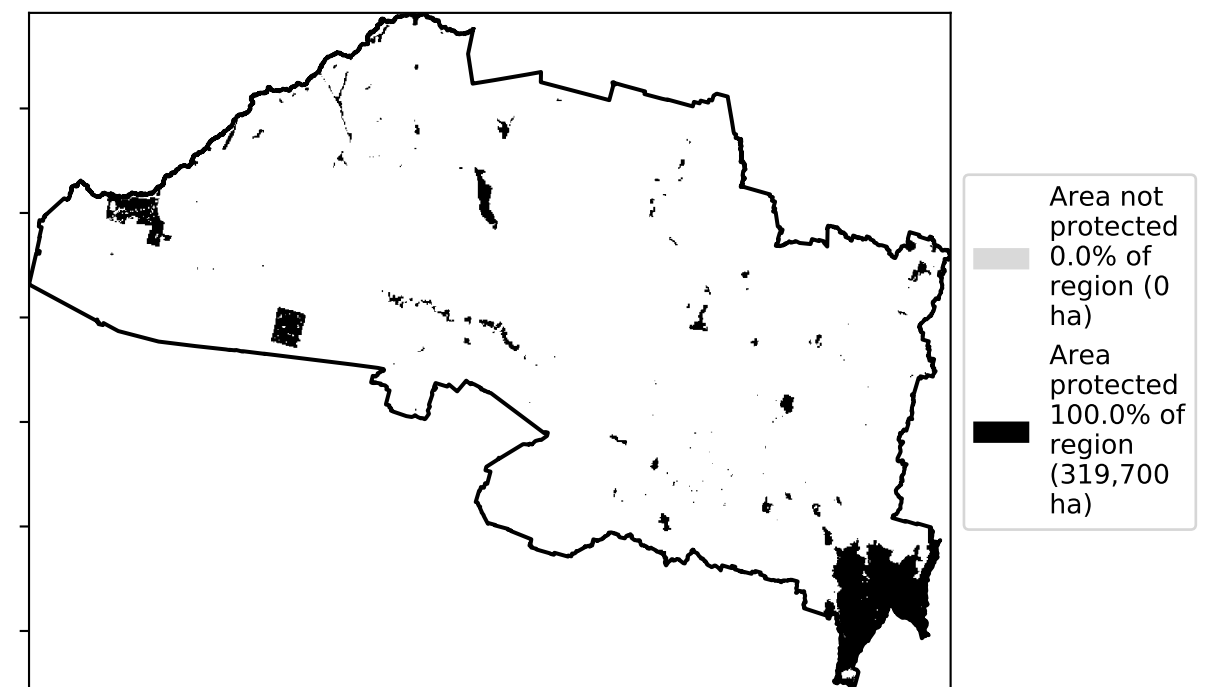 Area not
protected
0.0% of
region (0
ha)
Area
protected
100.0% of
region
(319,700
ha)